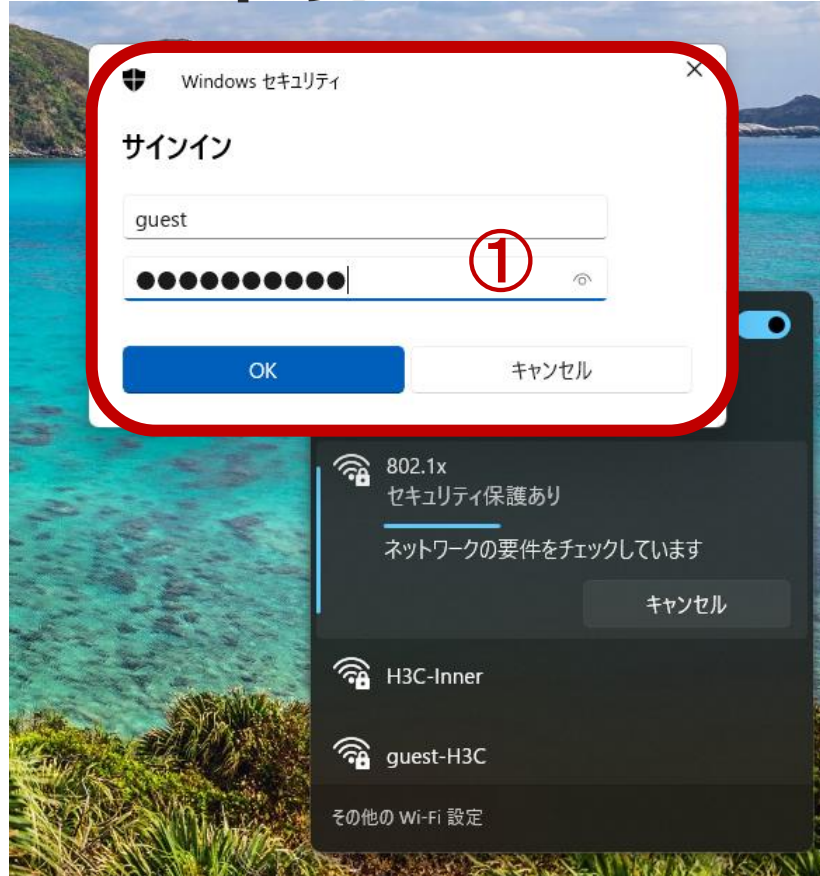 Windows セキュリティ
サインイン
guest
●●●●●●●●●●
①
OK
キャンセル
802.1x
セキュリティ保護あり
ネットワークの要件をチェックしています
キャンセル
H3C-Inner
guest-H3C
その他の Wi-Fi 設定